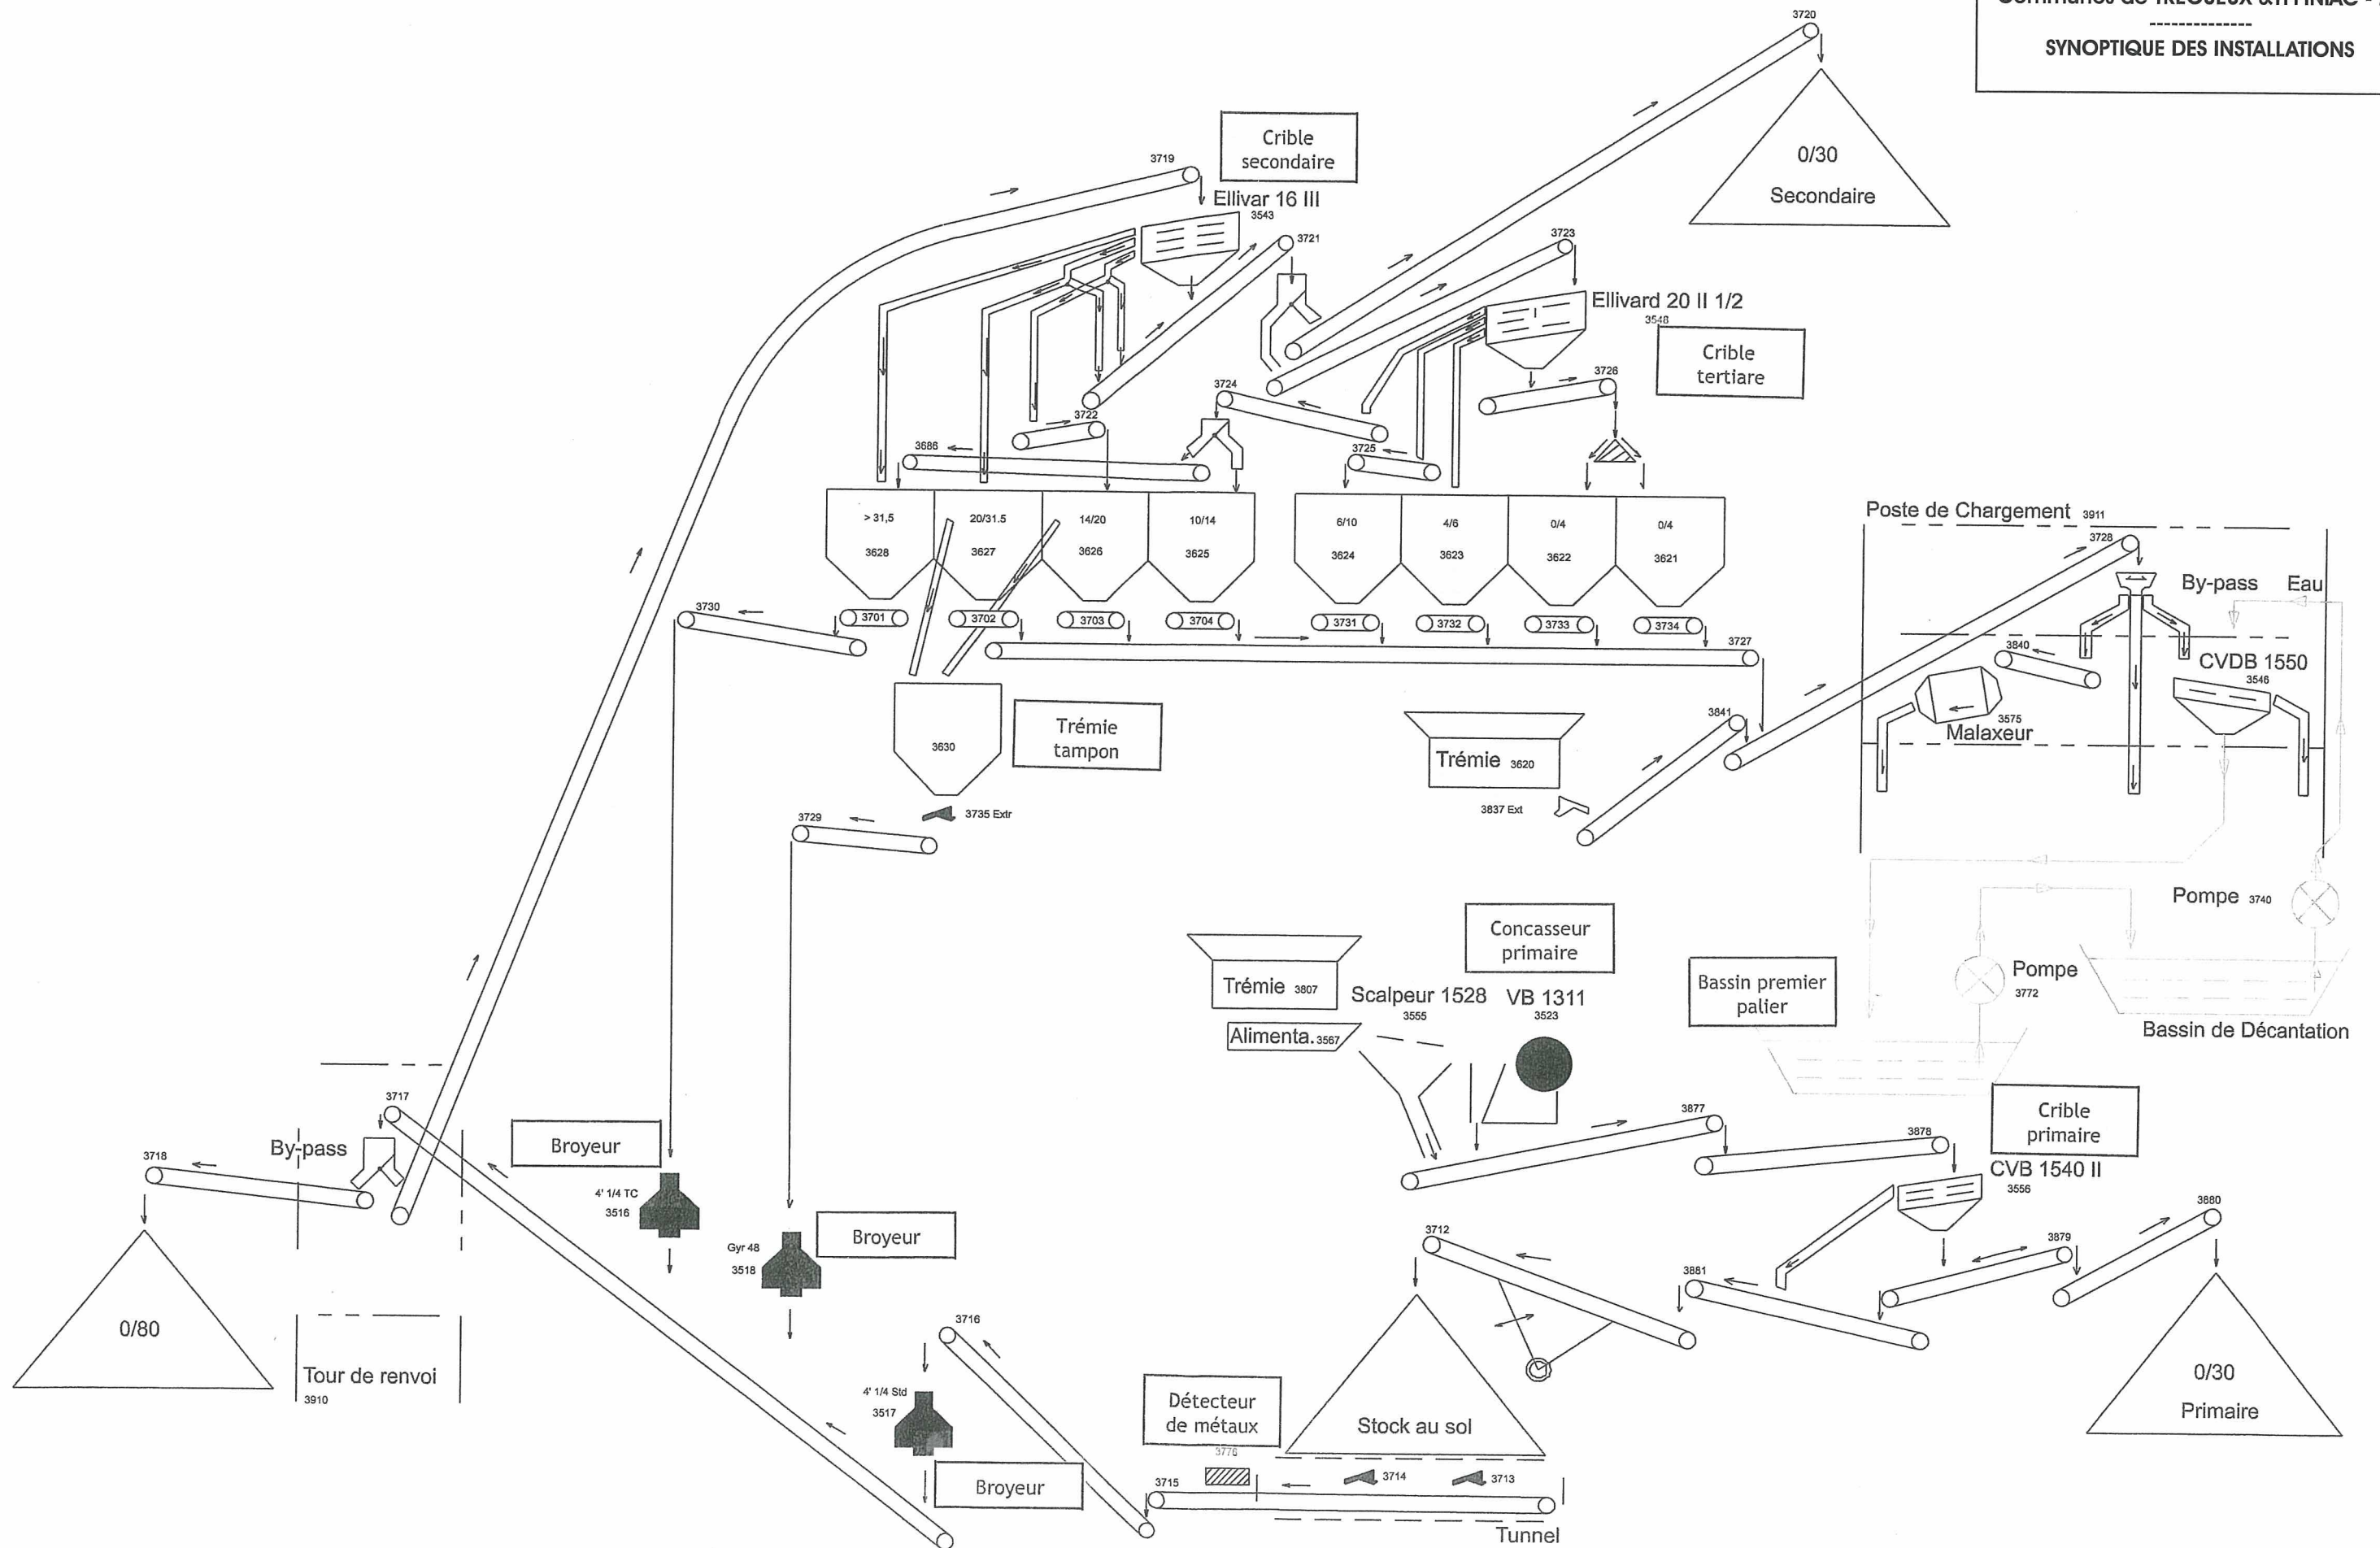 SYNOPTIQUE DES INSTALLATIONS
3720
0/30
Secondaire
Crible
secondaire
3719
Ellivar 16 III
3543
3721
3723
Ellivard 20 II 1/2
3548
Crible
tertiare
3724
3726
3722
3686
3725
> 31,5
3628
20/31.5
3627
14/20
3626
10/14
3625
6/10
3624
4/6
3623
0/4
3622
0/4
3621
3701
3702
3703
3704
3731
3732
3733
3734
3730
3727
Poste de Chargement 3911
3728
By-pass
Eau
3840
CVDB 1550
3546
3575
Malaxeur
3630
Trémie
tampon
3735 Extr
3729
3841
Trémie 3620
3837 Ext
Pompe 3740
Concasseur
primaire
Trémie 3807
Scalpeur 1528
3555
VB 1311
3523
Alimenta. 3567
Bassin premier
palier
Pompe
3772
Bassin de Décantation
3717
By-pass
3718
0/80
Tour de renvoi
3910
Broyeur
4' 1/4 TC
3516
Broyeur
Gyr 48
3518
3877
3878
Crible
primaire
CVB 1540 II
3556
3880
3879
3881
3712
0/30
Primaire
3716
4' 1/4 Std
3517
Broyeur
Détecteur
de métaux
3776
Stock au sol
3715
3714
3713
Tunnel